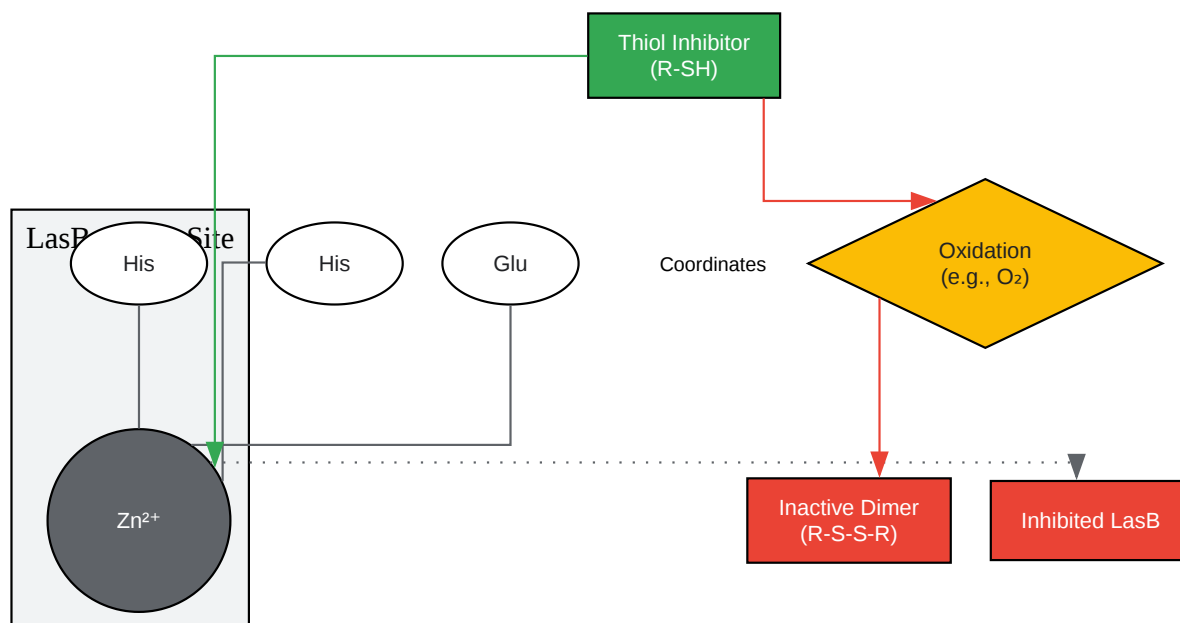 Thiol Inhibitor
(R-SH)
LasB Site
His
His
Glu
Coordinates
Oxidation
(e.g., O₂)
Zn²⁺
Inactive Dimer
(R-S-S-R)
Inhibited LasB